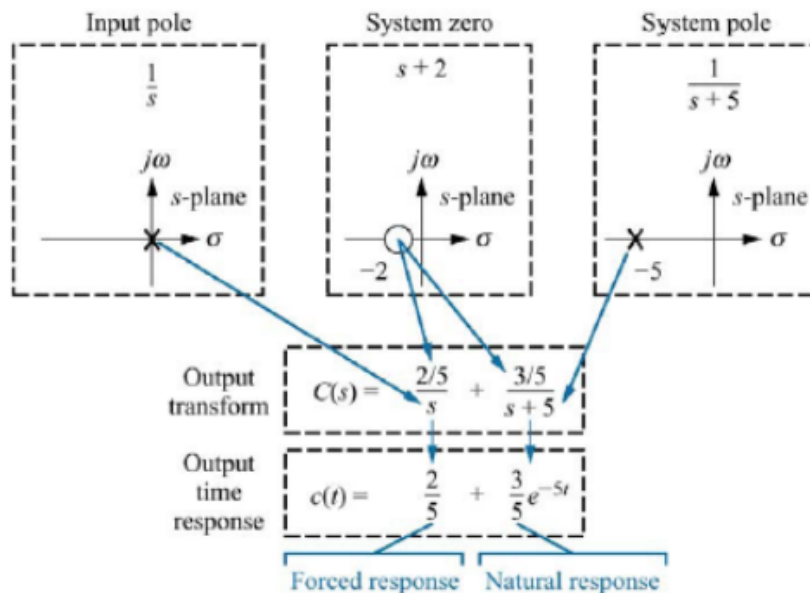 Input pole
System zero
System pole
1/s
s + 2
1/(s + 5)
jω
jω
jω
s-plane
s-plane
s-plane
σ
σ
σ
−2
−5
Output transform
C(s) = 2/5/s + 3/5/(s + 5)
Output time response
c(t) = 2/5 + 3/5 e^−5t
Forced response
Natural response